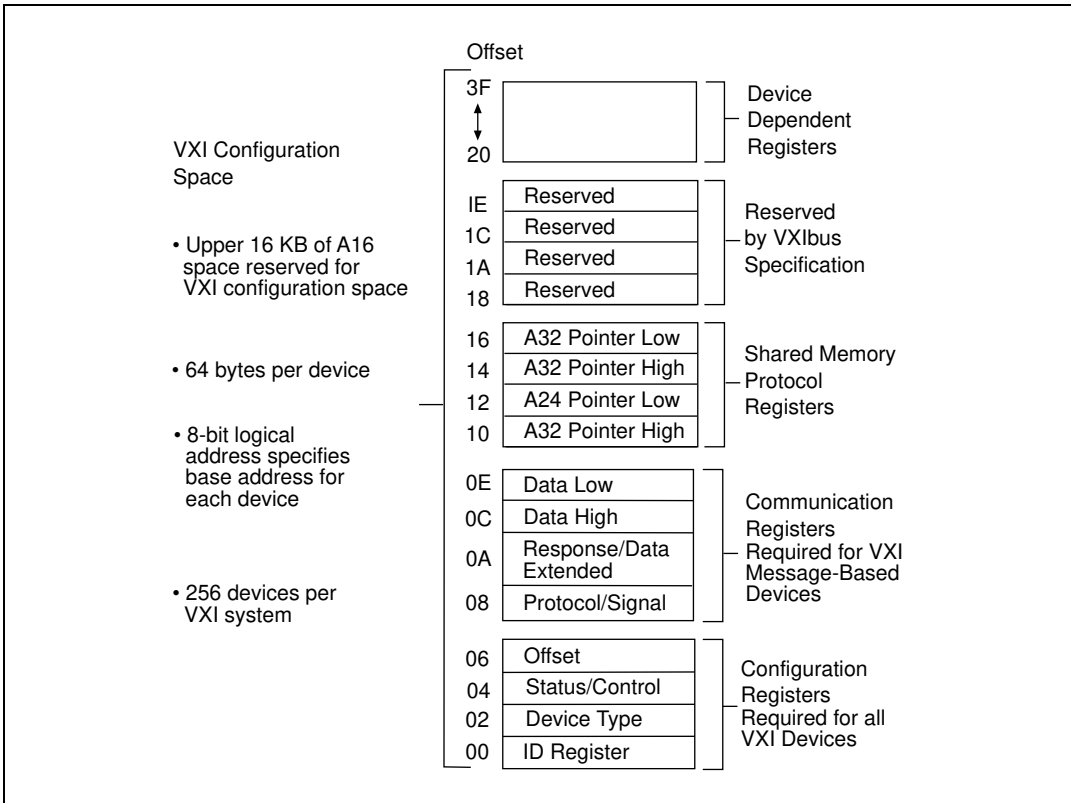 Offset
VXI Configuration
Space
• Upper 16 KB of A16
space reserved for
VXI configuration space
• 64 bytes per device
• 8-bit logical
address specifies
base address for
each device
• 256 devices per
VXI system
3F
20
Device
Dependent
Registers
IE Reserved
1C Reserved
1A Reserved
18 Reserved
Reserved
by VXIbus
Specification
16 A32 Pointer Low
14 A32 Pointer High
12 A24 Pointer Low
10 A32 Pointer High
Shared Memory
Protocol
Registers
0E Data Low
0C Data High
0A Response/Data
Extended
08 Protocol/Signal
Communication
Registers
Required for VXI
Message-Based
Devices
06 Offset
04 Status/Control
02 Device Type
00 ID Register
Configuration
Registers
Required for all
VXI Devices